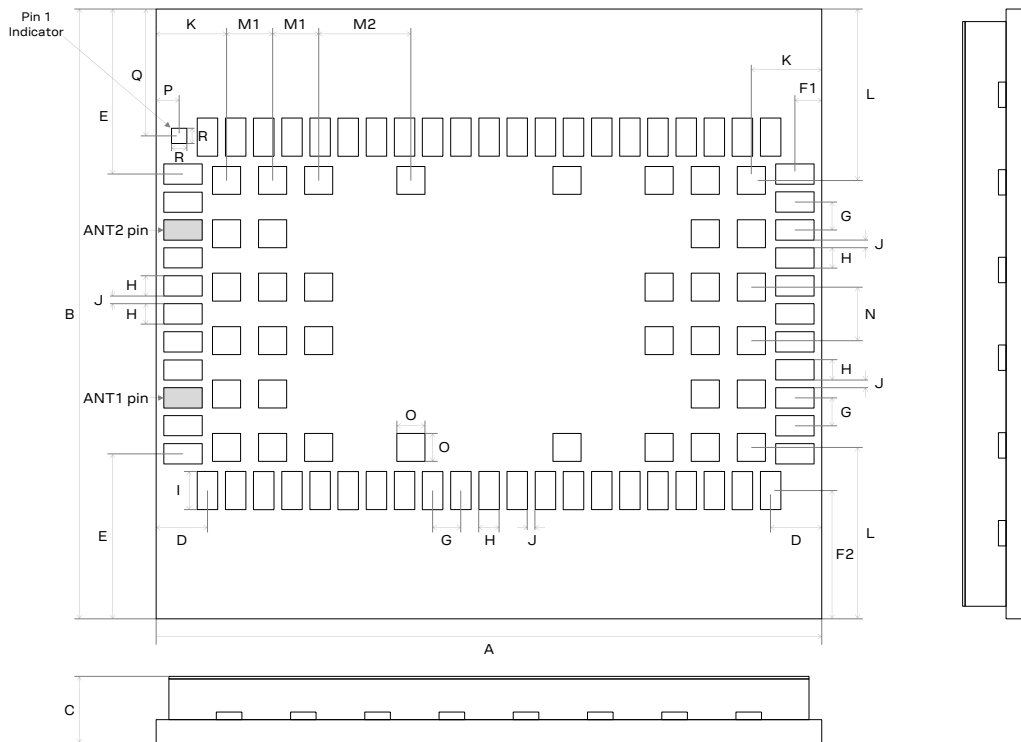 Pin 1
Indicator
K
M1
M1
M2
K
Q
P
E
F1
L
R
R
ANT2 pin
G
J
H
H
J
H
B
N
H
J
ANT1 pin
G
O
O
I
D
G
H
J
D
E
F2
L
A
C